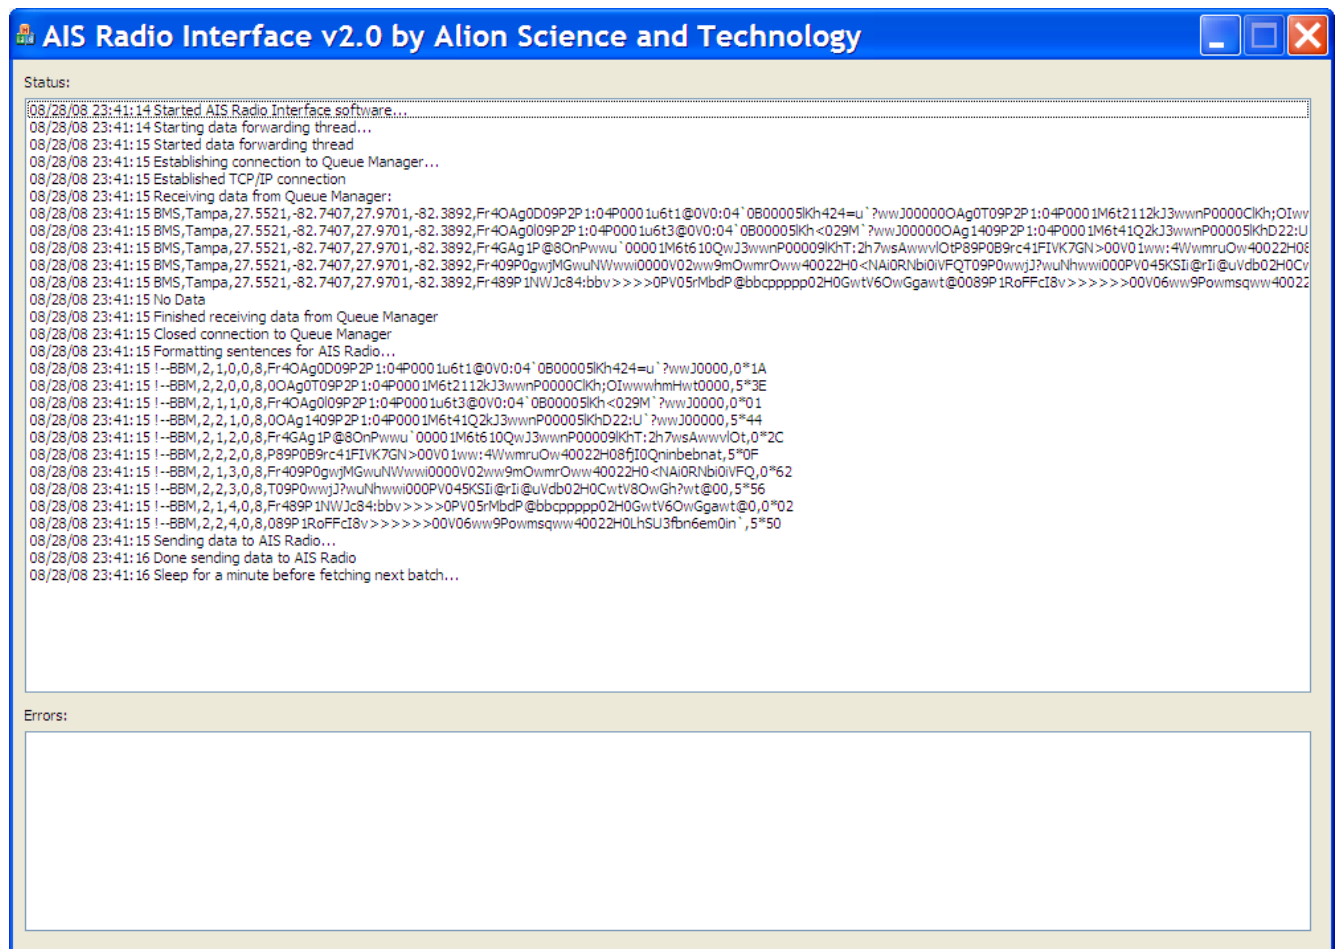 AIS Radio Interface v2.0 by Alion Science and Technology
Status:
08/28/08 23:41:14 Started AIS Radio Interface software...
08/28/08 23:41:14 Starting data forwarding thread...
08/28/08 23:41:15 Started data forwarding thread
08/28/08 23:41:15 Establishing connection to Queue Manager...
08/28/08 23:41:15 Established TCP/IP connection
08/28/08 23:41:15 Receiving data from Queue Manager:
08/28/08 23:41:15 BMS,Tampa,27.5521,-82.7407,27.9701,-82.3892,Fr4OAg0D09P2P1:04P0001u6t1@0V0:04`0B00005lKh424=u`?wwJ00000OAg0T09P2P1:04P0001M6t2112kJ3wwnP0000ClKh;OIww
08/28/08 23:41:15 BMS,Tampa,27.5521,-82.7407,27.9701,-82.3892,Fr4OAg0l09P2P1:04P0001u6t3@0V0:04`0B00005lKh<029M`?wwJ00000OAg1409P2P1:04P0001M6t41Q2kJ3wwnP00005lKhD22:U
08/28/08 23:41:15 BMS,Tampa,27.5521,-82.7407,27.9701,-82.3892,Fr4GAg1P@8OnPwwu`00001M6t610QwJ3wwnP00009lKhT:2h7wsAwwvlOtP89P0B9rc41FIVK7GN>00V01ww:4WwmruOw40022H08
08/28/08 23:41:15 BMS,Tampa,27.5521,-82.7407,27.9701,-82.3892,Fr409P0gwjMGwuNWwwi0000V02ww9mOwmrOww40022H0<NAi0RNbi0iVFQT09P0wwjJ?wuNhwwi000PV045KSIi@rIi@uVdb02H0Cv
08/28/08 23:41:15 BMS,Tampa,27.5521,-82.7407,27.9701,-82.3892,Fr489P1NWJc84:bbv>>>>0PV05rMbdP@bbcppppp02H0GwtV6OwGgawt@0089P1RoFFcI8v>>>>>>00V06ww9Powmsqww40022
08/28/08 23:41:15 No Data
08/28/08 23:41:15 Finished receiving data from Queue Manager
08/28/08 23:41:15 Closed connection to Queue Manager
08/28/08 23:41:15 Formatting sentences for AIS Radio...
08/28/08 23:41:15 !--BBM,2,1,0,0,8,Fr4OAg0D09P2P1:04P0001u6t1@0V0:04`0B00005lKh424=u`?wwJ0000,0*1A
08/28/08 23:41:15 !--BBM,2,2,0,0,8,0OAg0T09P2P1:04P0001M6t2112kJ3wwnP0000ClKh;OIwwwhmHwt0000,5*3E
08/28/08 23:41:15 !--BBM,2,1,1,0,8,Fr4OAg0l09P2P1:04P0001u6t3@0V0:04`0B00005lKh<029M`?wwJ0000,0*01
08/28/08 23:41:15 !--BBM,2,2,1,0,8,0OAg1409P2P1:04P0001M6t41Q2kJ3wwnP00005lKhD22:U`?wwJ00000,5*44
08/28/08 23:41:15 !--BBM,2,1,2,0,8,Fr4GAg1P@8OnPwwu`00001M6t610QwJ3wwnP00009lKhT:2h7wsAwwvlOt,0*2C
08/28/08 23:41:15 !--BBM,2,2,2,0,8,P89P0B9rc41FIVK7GN>00V01ww:4WwmruOw40022H08fjI0Qninbebnat,5*0F
08/28/08 23:41:15 !--BBM,2,1,3,0,8,Fr409P0gwjMGwuNWwwi0000V02ww9mOwmrOww40022H0<NAi0RNbi0iVFQ,0*62
08/28/08 23:41:15 !--BBM,2,2,3,0,8,T09P0wwjJ?wuNhwwi000PV045KSIi@rIi@uVdb02H0CwtV8OwGh?wt@00,5*56
08/28/08 23:41:15 !--BBM,2,1,4,0,8,Fr489P1NWJc84:bbv>>>>0PV05rMbdP@bbcppppp02H0GwtV6OwGgawt@0,0*02
08/28/08 23:41:15 !--BBM,2,2,4,0,8,089P1RoFFcI8v>>>>>>00V06ww9Powmsqww40022H0LhSU3fbn6em0in`,5*50
08/28/08 23:41:15 Sending data to AIS Radio...
08/28/08 23:41:16 Done sending data to AIS Radio
08/28/08 23:41:16 Sleep for a minute before fetching next batch...
Errors: